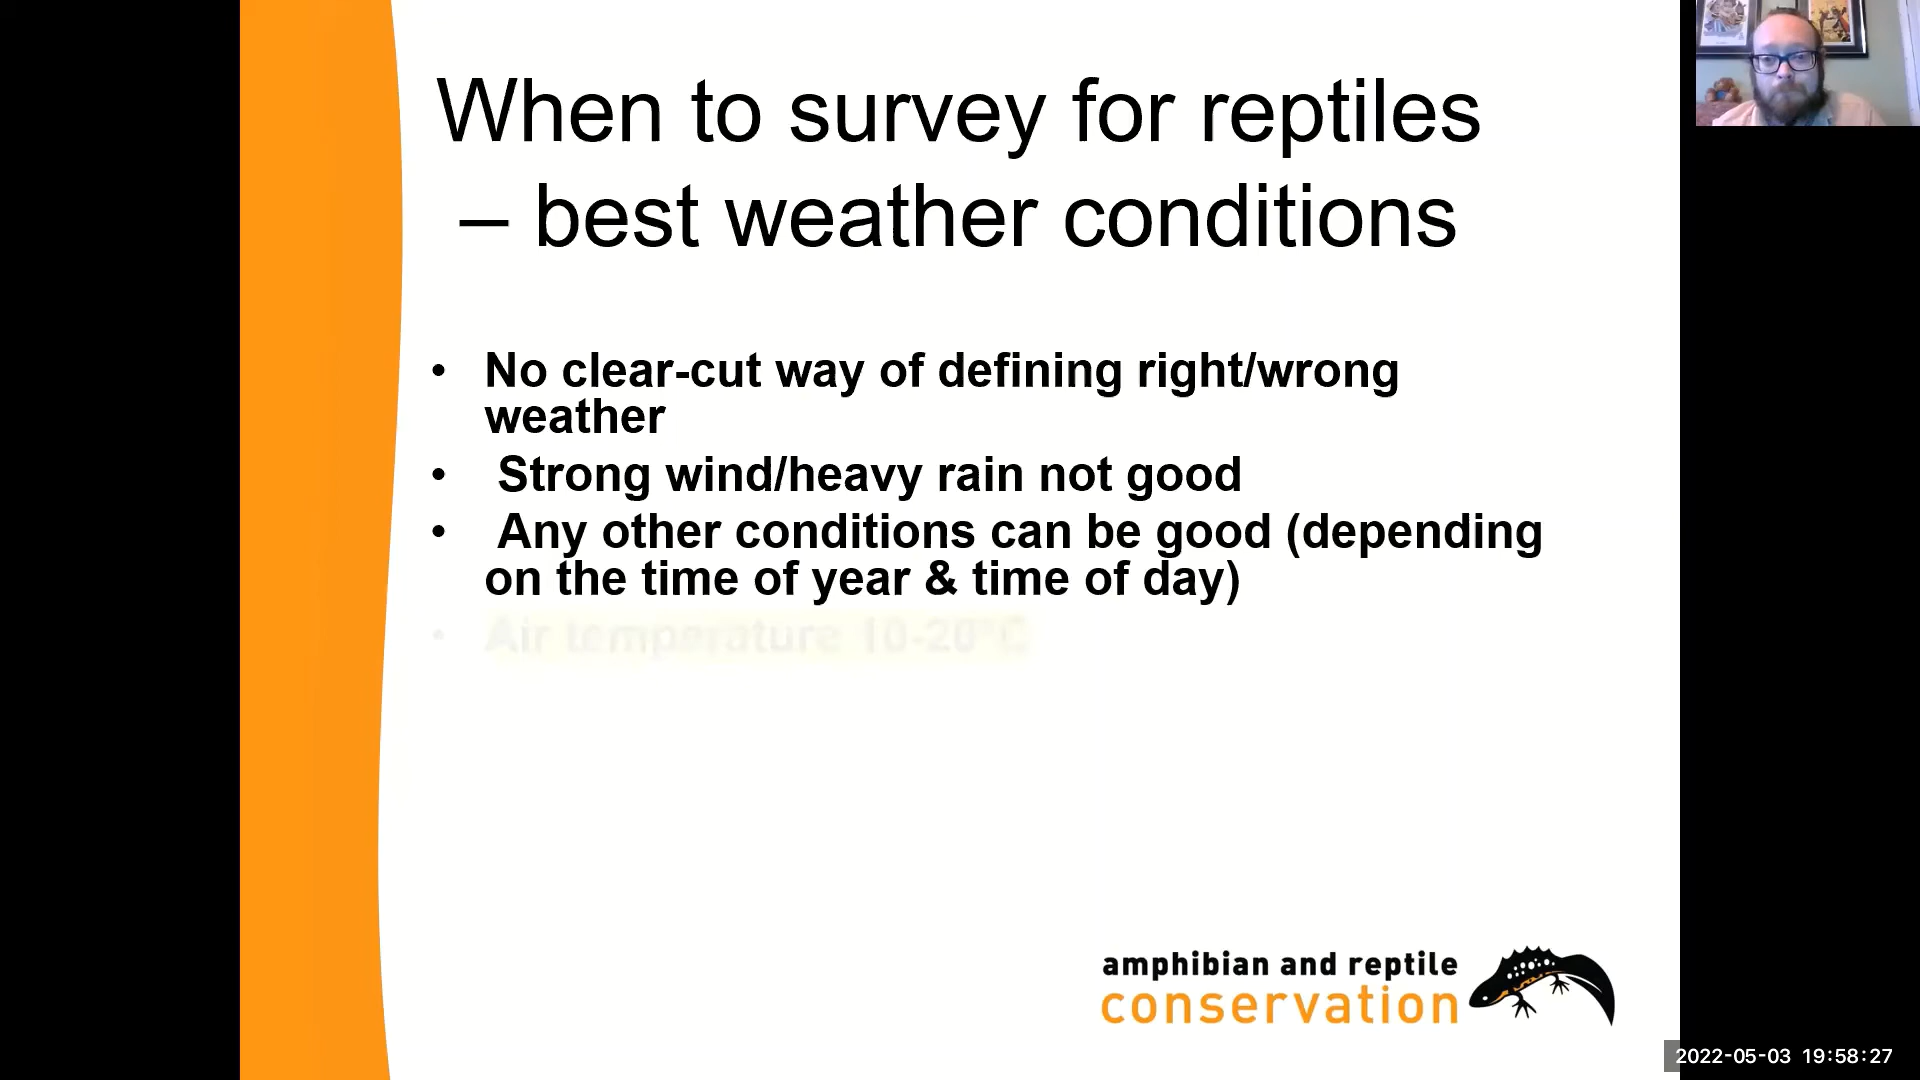 When to survey for reptiles
– best weather conditions
• No clear-cut way of defining right/wrong
weather
• Strong wind/heavy rain not good
• Any other conditions can be good (depending
on the time of year & time of day)
• Air temperature 10-20°C
amphibian and reptile
conservation
2022-05-03 19:58:27